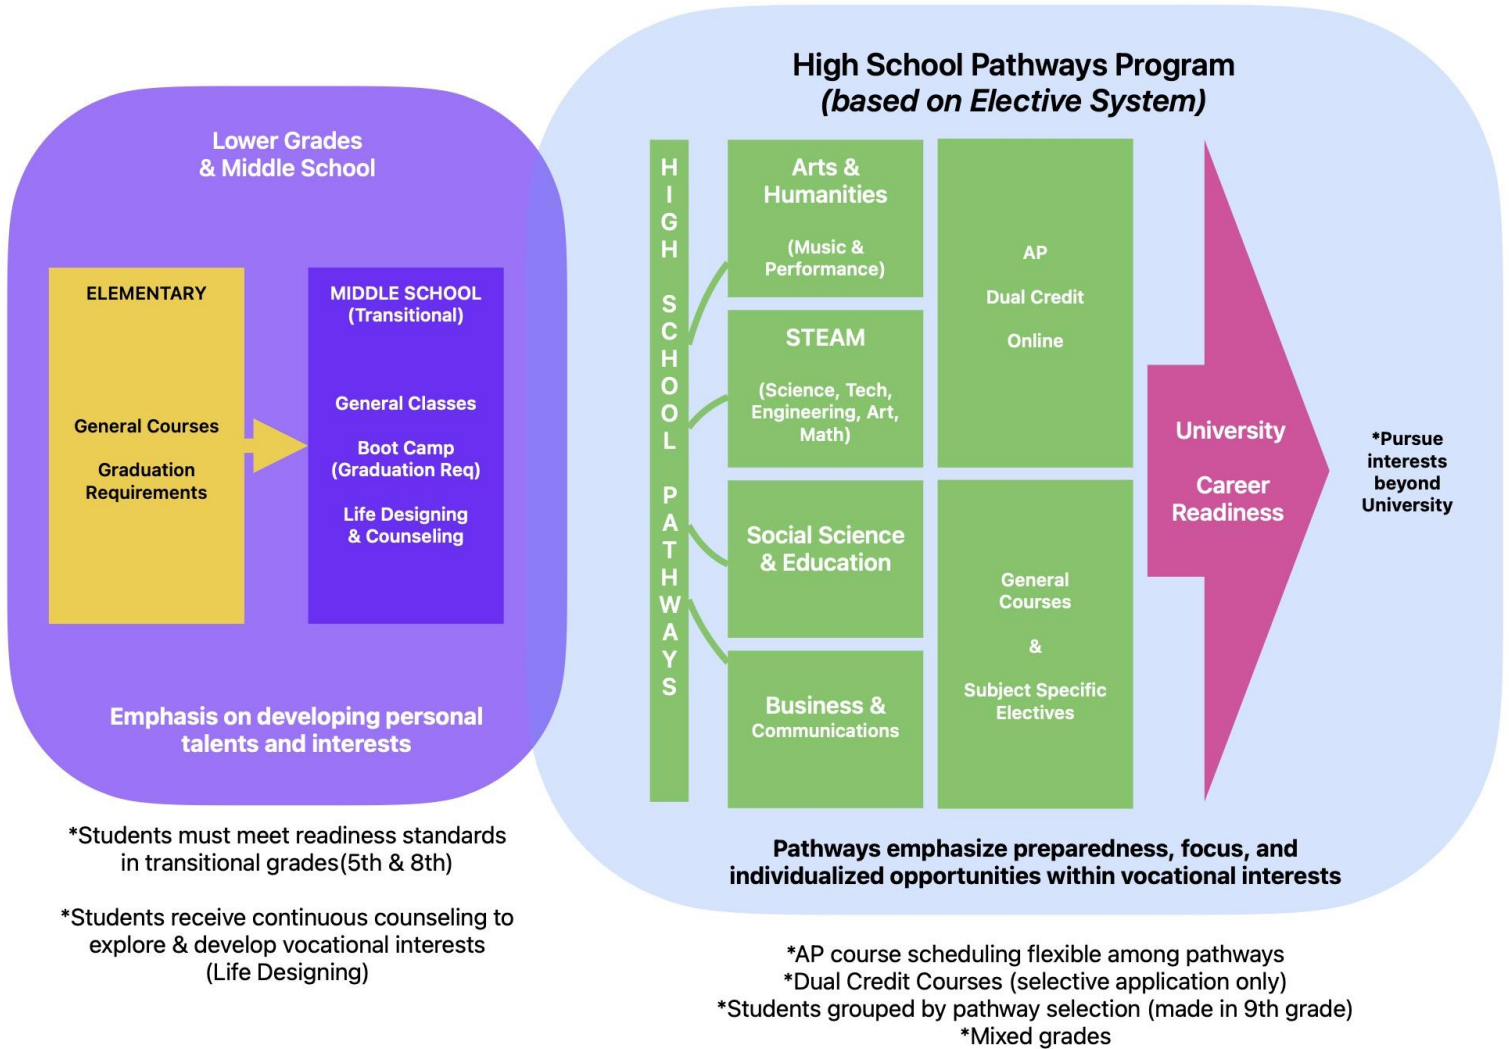 High School Pathways Program
(based on Elective System)
Lower Grades
& Middle School
ELEMENTARY
General Courses
Graduation
Requirements
MIDDLE SCHOOL
(Transitional)
General Classes
Boot Camp
(Graduation Req)
Life Designing
& Counseling
Emphasis on developing personal
talents and interests
*Students must meet readiness standards
in transitional grades(5th & 8th)
*Students receive continuous counseling to
explore & develop vocational interests
(Life Designing)
HIGH SCHOOL PATHWAYS
Arts &
Humanities
(Music &
Performance)
STEAM
(Science, Tech,
Engineering, Art,
Math)
Social Science
& Education
Business &
Communications
AP
Dual Credit
Online
General
Courses
&
Subject Specific
Electives
University
Career
Readiness
*Pursue
interests
beyond
University
Pathways emphasize preparedness, focus, and
individualized opportunities within vocational interests
*AP course scheduling flexible among pathways
*Dual Credit Courses (selective application only)
*Students grouped by pathway selection (made in 9th grade)
*Mixed grades